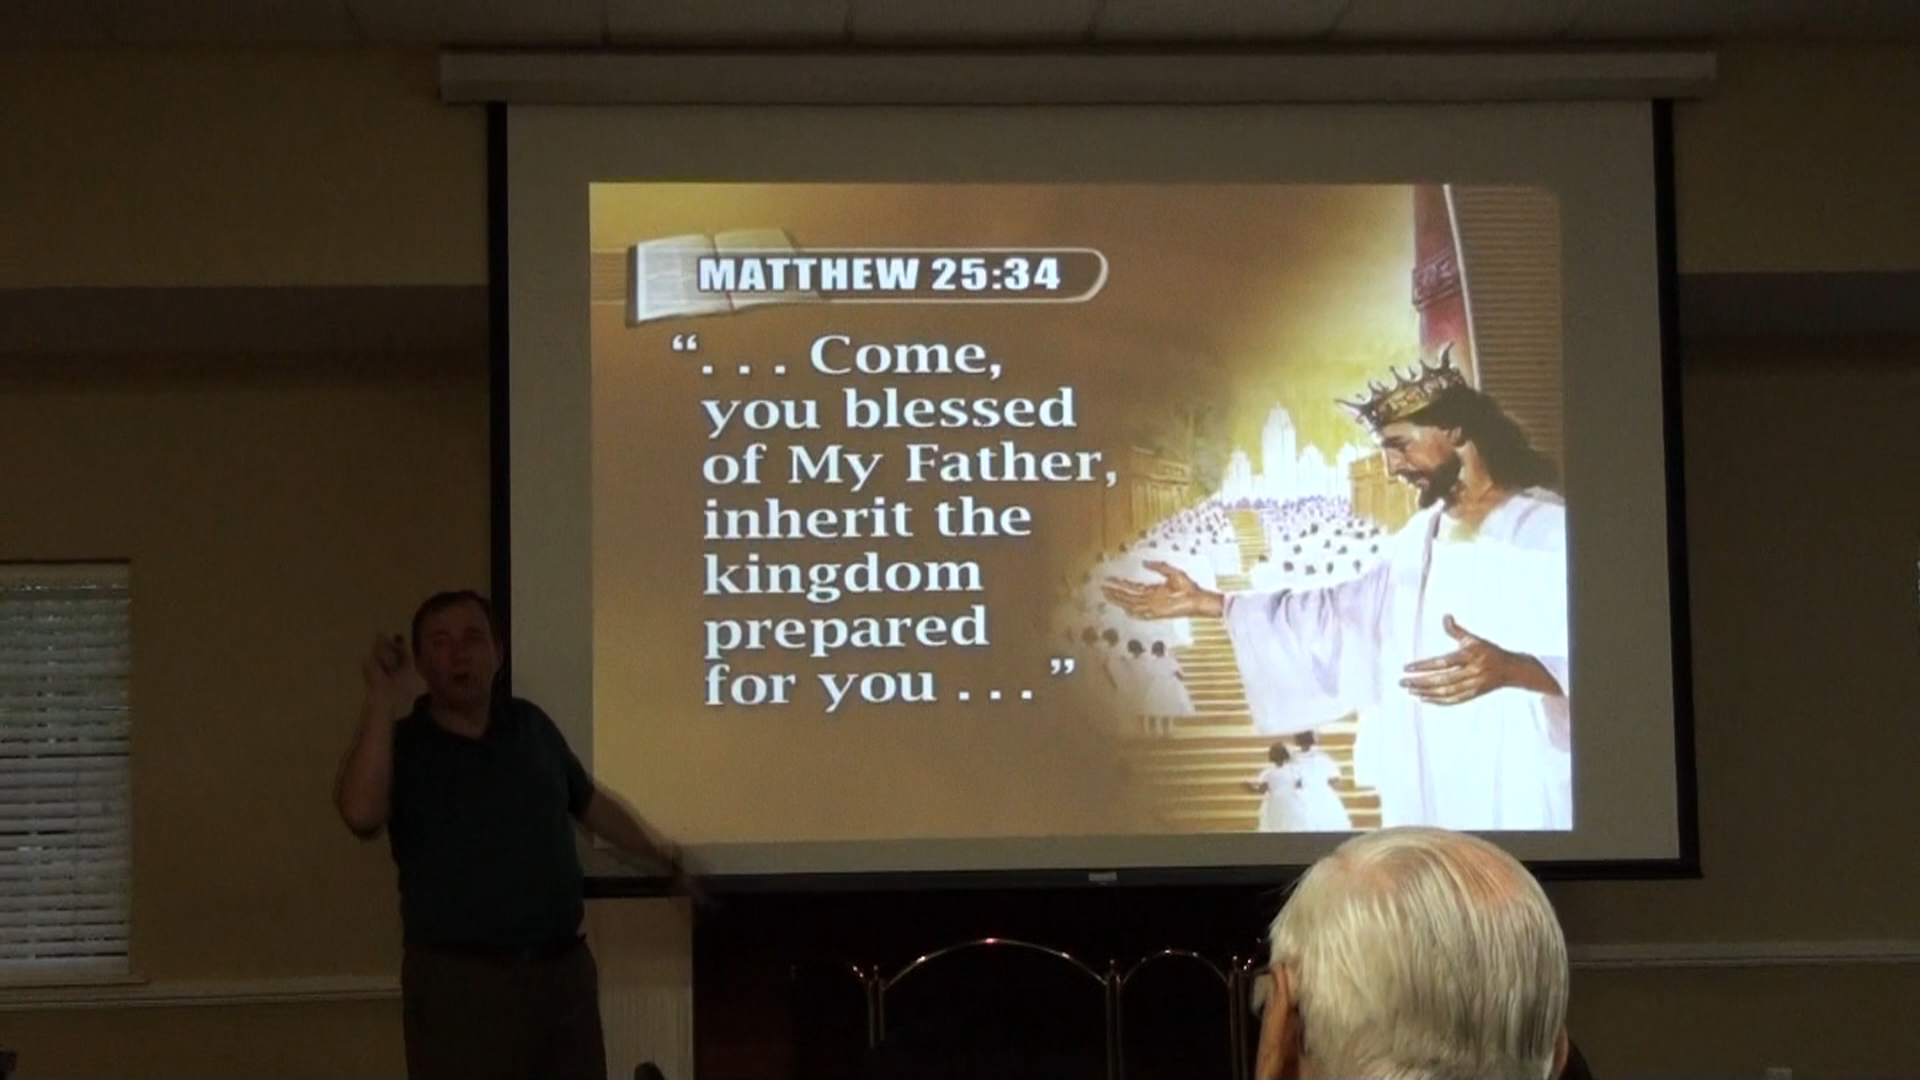 MATTHEW 25:34
“. . . Come,
you blessed
of My Father,
inherit the
kingdom
prepared
for you . . .”